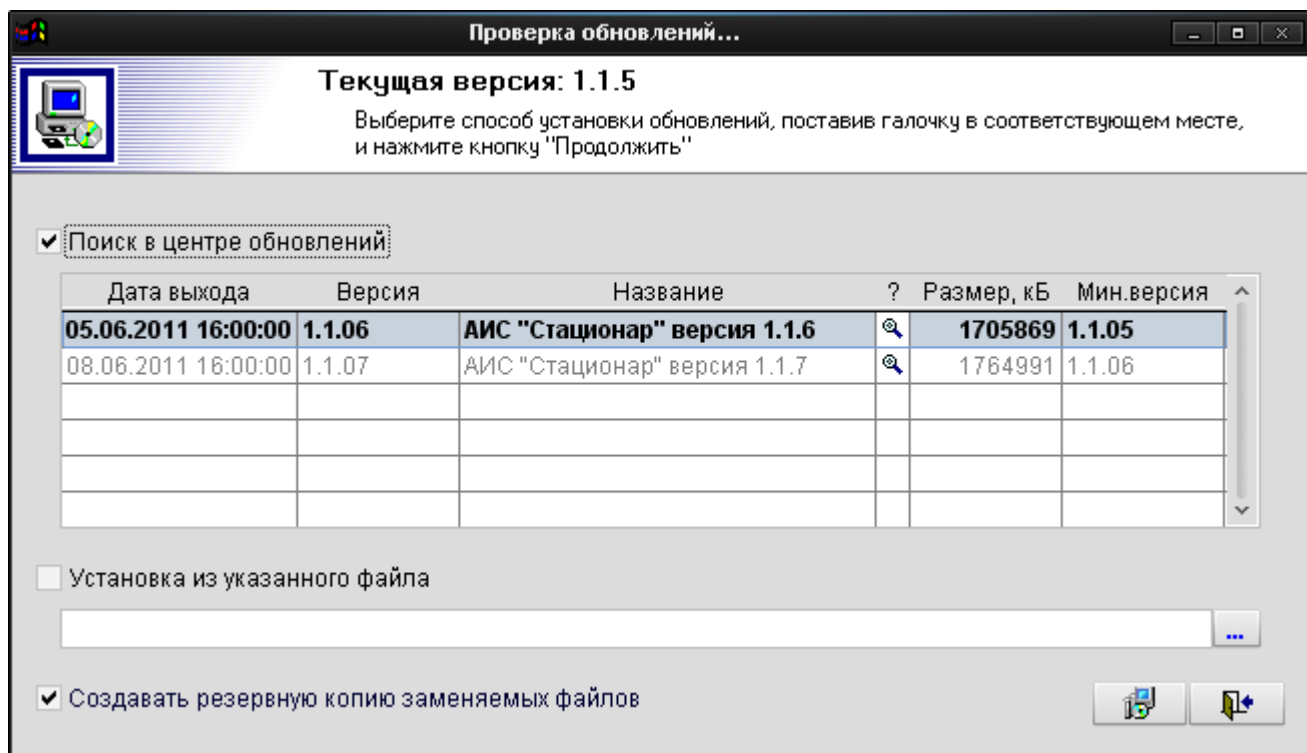 Проверка обновлений...
Текущая версия: 1.1.5
Выберите способ установки обновлений, поставив галочку в соответствующем месте,
и нажмите кнопку "Продолжить"
Поиск в центре обновлений
Дата выхода Версия Название ? Размер, кБ Мин.версия
05.06.2011 16:00:00 1.1.06 АИС "Стационар" версия 1.1.6 1705869 1.1.05
08.06.2011 16:00:00 1.1.07 АИС "Стационар" версия 1.1.7 1764991 1.1.06
Установка из указанного файла
...
Создавать резервную копию заменяемых файлов